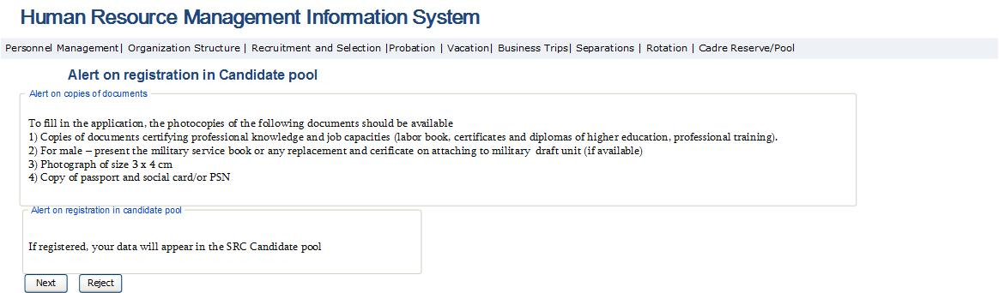 Human Resource Management Information System
Personnel Management| Organization Structure | Recruitment and Selection |Probation | Vacation| Business Trips| Separations | Rotation | Cadre Reserve/Pool
Alert on registration in Candidate pool
Alert on copies of documents
To fill in the application, the photocopies of the following documents should be available
1) Copies of documents certifying professional knowledge and job capacities (labor book, certificates and diplomas of higher education, professional training).
2) For male – present the military service book or any replacement and cerificate on attaching to military draft unit (if available)
3) Photograph of size 3 x 4 cm
4) Copy of passport and social card/or PSN
Alert on registration in candidate pool
If registered, your data will appear in the SRC Candidate pool
Next Reject